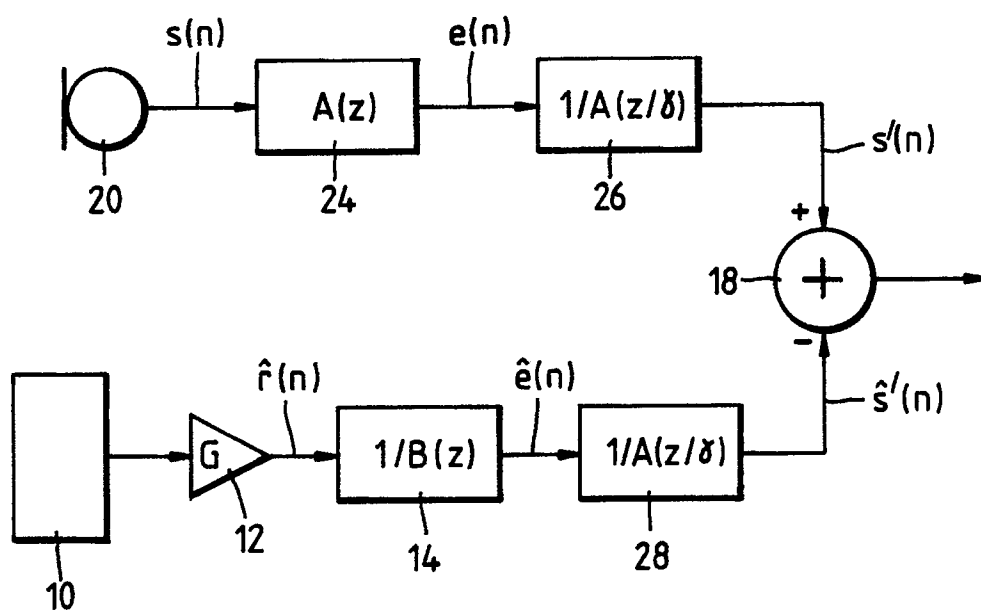 s(n)
e(n)
A(z)
1/A(z/γ)
s'(n)
20
24
26
+
18
+
-
r̂(n)
ê(n)
ŝ'(n)
G
1/B(z)
1/A(z/γ)
12
14
28
10